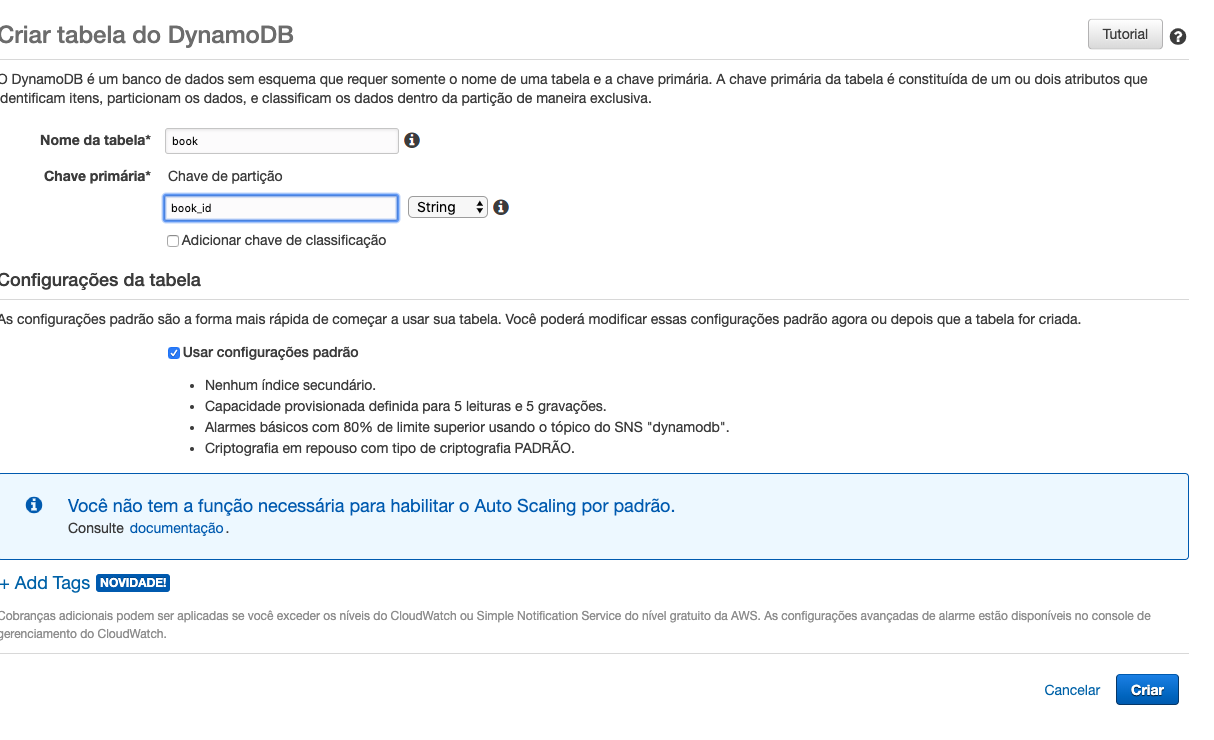 Criar tabela do DynamoDB
Tutorial
O DynamoDB é um banco de dados sem esquema que requer somente o nome de uma tabela e a chave primária. A chave primária da tabela é constituída de um ou dois atributos que
identificam itens, particionam os dados, e classificam os dados dentro da partição de maneira exclusiva.
Nome da tabela* book
Chave primária* Chave de partição
book_id String
Adicionar chave de classificação
Configurações da tabela
As configurações padrão são a forma mais rápida de começar a usar sua tabela. Você poderá modificar essas configurações padrão agora ou depois que a tabela for criada.
Usar configurações padrão
• Nenhum índice secundário.
• Capacidade provisionada definida para 5 leituras e 5 gravações.
• Alarmes básicos com 80% de limite superior usando o tópico do SNS "dynamodb".
• Criptografia em repouso com tipo de criptografia PADRÃO.
Você não tem a função necessária para habilitar o Auto Scaling por padrão.
Consulte documentação.
+ Add Tags NOVIDADE!
Cobranças adicionais podem ser aplicadas se você exceder os níveis do CloudWatch ou Simple Notification Service do nível gratuito da AWS. As configurações avançadas de alarme estão disponíveis no console de
gerenciamento do CloudWatch.
Cancelar Criar